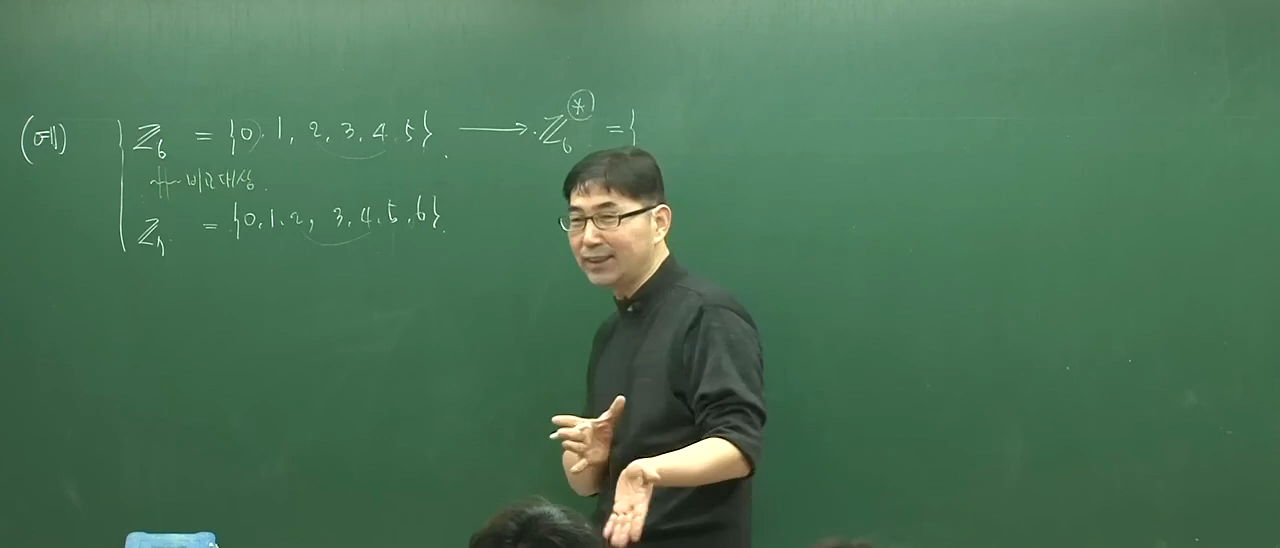 (예) ℤ₆ = {0, 1, 2, 3, 4, 5}. → ℤ₆^⊛ = {
비교대상.
ℤ₇ = {0, 1, 2, 3, 4, 5, 6}.